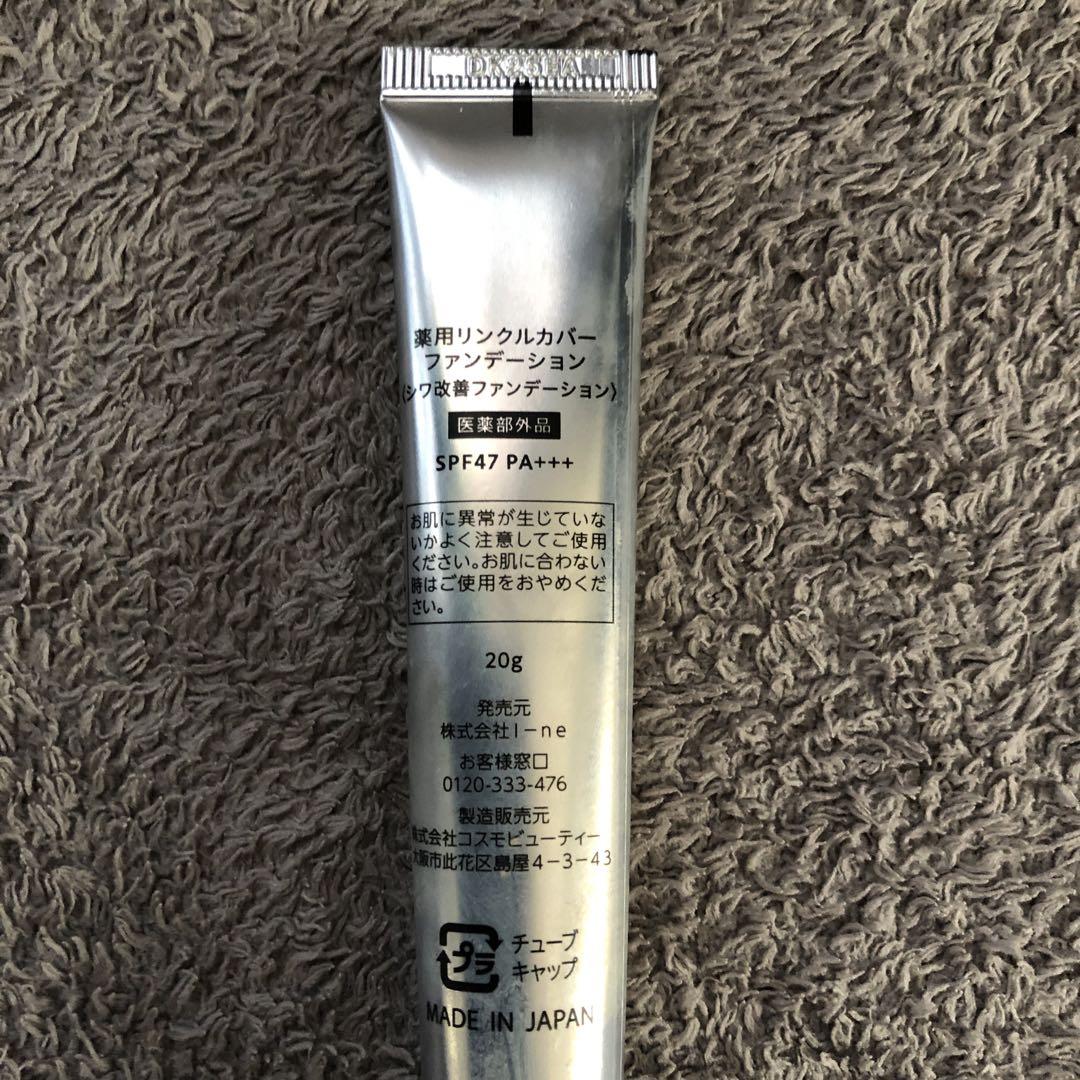 薬用リンクルカバー
ファンデーション
〈シワ改善ファンデーション〉
医薬部外品
SPF47 PA+++
お肌に異常が生じていな
いかよく注意してご使用
ください。お肌に合わない
時はご使用をおやめくだ
さい。
20g
発売元
株式会社I-ne
お客様窓口
0120-333-476
製造販売元
株式会社コスモビューティー
大阪市此花区島屋4-3-43
プラ
チューブ
キャップ
MADE IN JAPAN